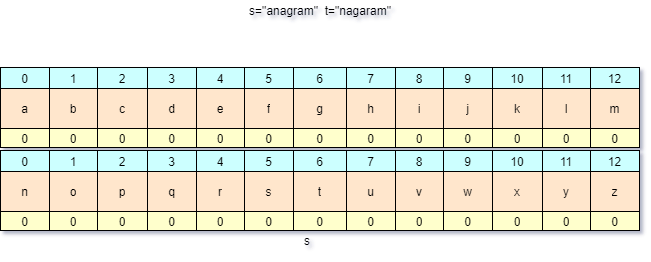 s="anagram" t="nagaram"
0 1 2 3 4 5 6 7 8 9 10 11 12
a b c d e f g h i j k l m
0 0 0 0 0 0 0 0 0 0 0 0 0
0 1 2 3 4 5 6 7 8 9 10 11 12
n o p q r s t u v w x y z
0 0 0 0 0 0 0 0 0 0 0 0 0
s